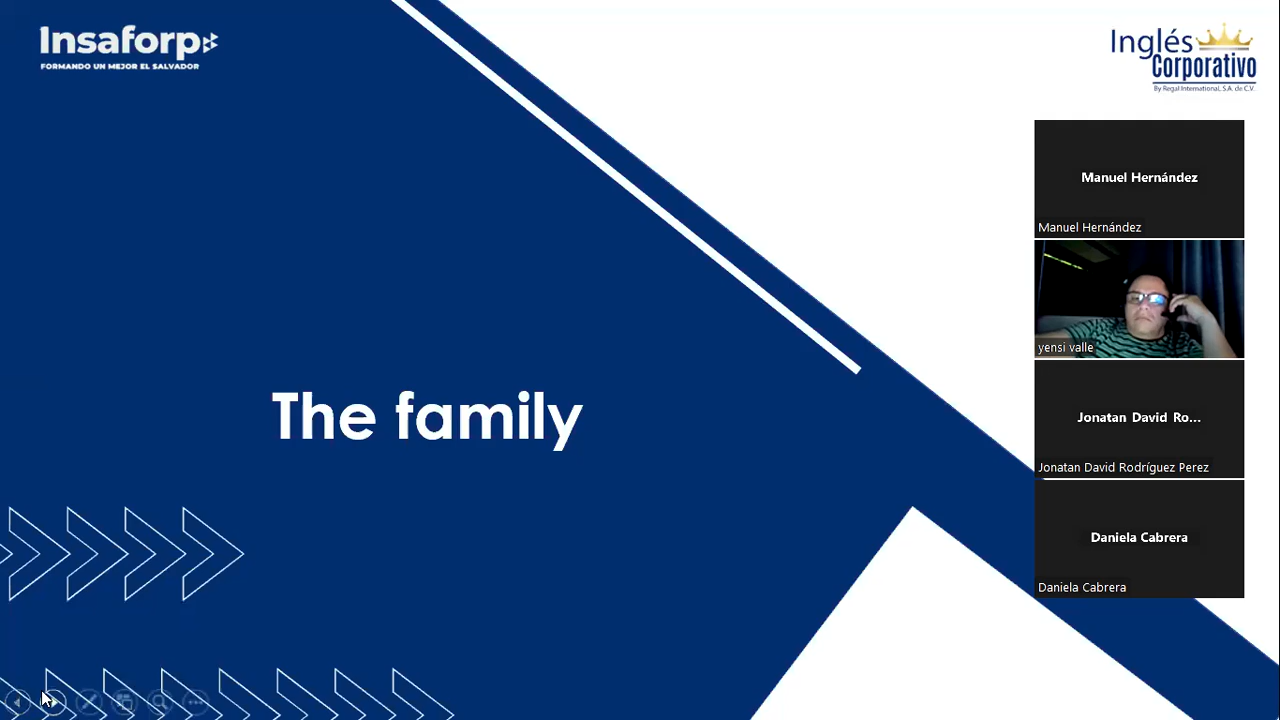 Insaforp
FORMANDO UN MEJOR EL SALVADOR
Inglés
Corporativo
By Regal International, S.A. de C.V.
The family
Manuel Hernández
Manuel Hernández
yensi valle
Jonatan David Ro...
Jonatan David Rodríguez Perez
Daniela Cabrera
Daniela Cabrera